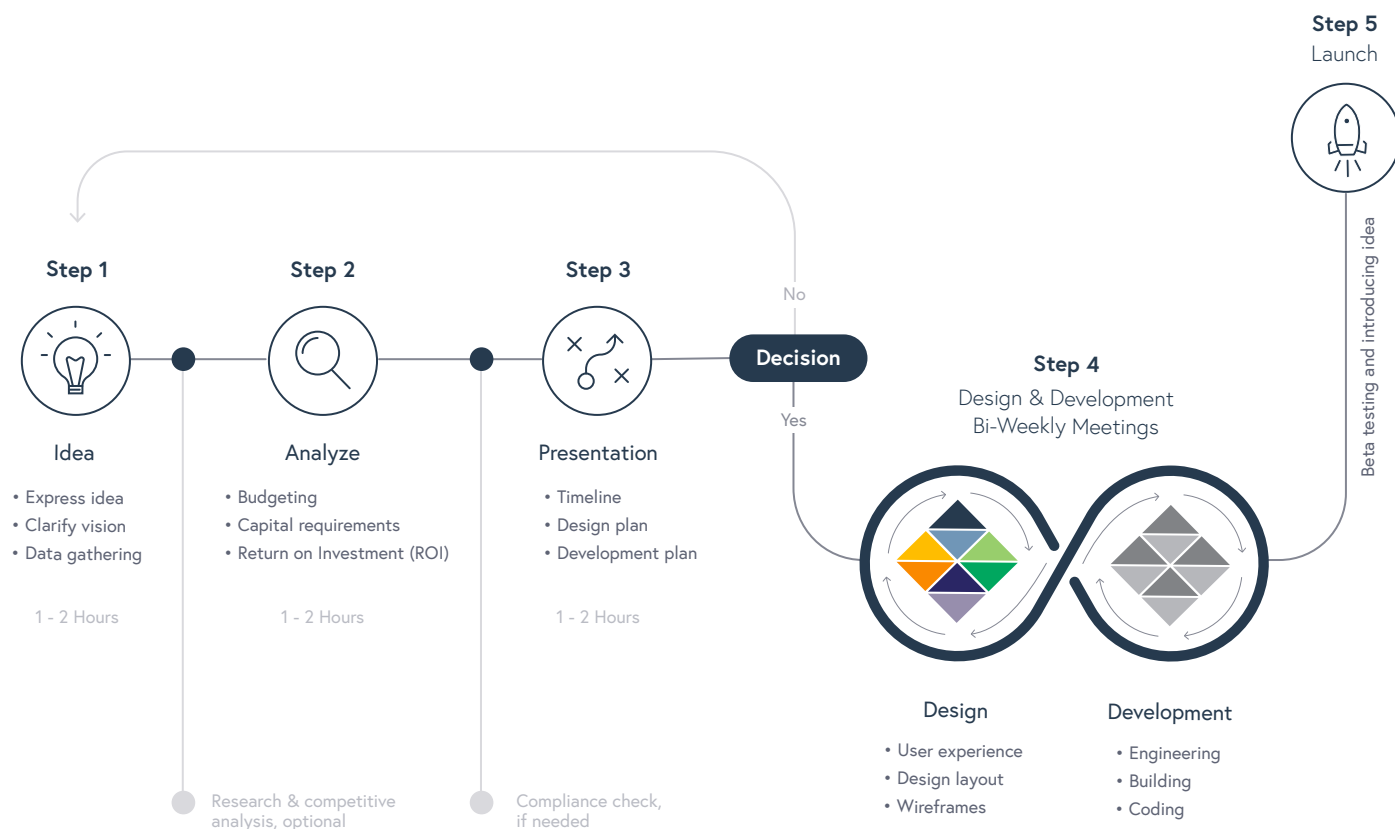 Step 5
Launch
Beta testing and introducing idea
Step 1
Idea
• Express idea
• Clarify vision
• Data gathering
1 - 2 Hours
Research & competitive
analysis, optional
Step 2
Analyze
• Budgeting
• Capital requirements
• Return on Investment (ROI)
1 - 2 Hours
Compliance check,
if needed
Step 3
Presentation
• Timeline
• Design plan
• Development plan
1 - 2 Hours
No
Decision
Yes
Step 4
Design & Development
Bi-Weekly Meetings
Design
• User experience
• Design layout
• Wireframes
Development
• Engineering
• Building
• Coding